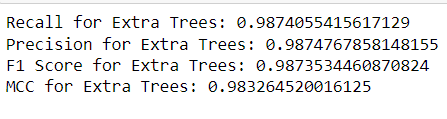 Recall for Extra Trees: 0.9874055415617129
Precision for Extra Trees: 0.9874767858148155
F1 Score for Extra Trees: 0.9873534460870824
MCC for Extra Trees: 0.983264520016125